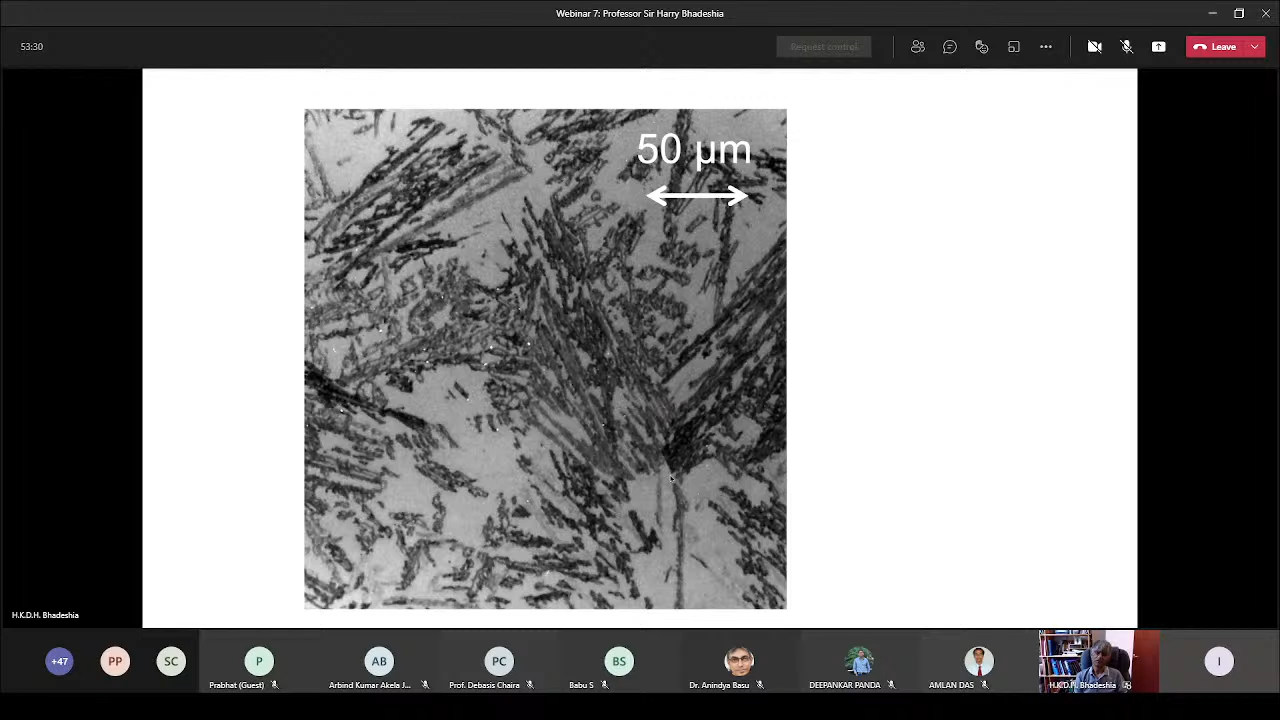 Webinar 7: Professor Sir Harry Bhadeshia
53:30
Request control
Leave
50 µm
H.K.D.H. Bhadeshia
+47
PP
SC
P
AB
PC
BS
I
Prabhat (Guest)
Arbind Kumar Akela J...
Prof. Debasis Chaira
Babu S
Dr. Anindya Basu
DEEPANKAR PANDA
AMLAN DAS
H.K.D.H. Bhadeshia